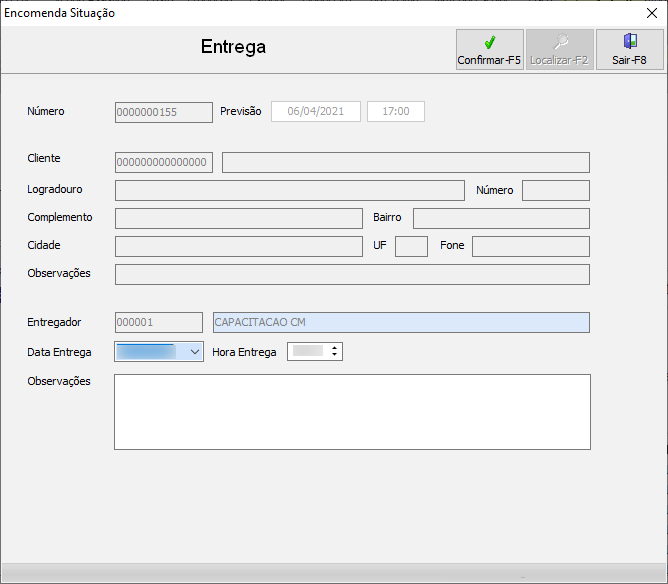 Encomenda Situação
Entrega
Confirmar-F5 Localizar-F2 Sair-F8
Número 0000000155 Previsão 06/04/2021 17:00
Cliente 000000000000000
Logradouro Número
Complemento Bairro
Cidade UF Fone
Observações
Entregador 000001 CAPACITACAO CM
Data Entrega Hora Entrega
Observações